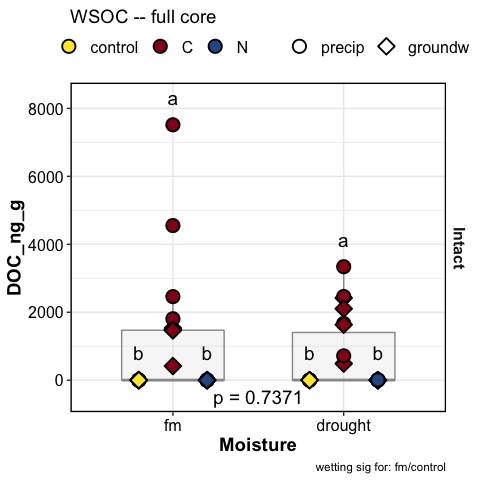 WSOC -- full core
control C N precip groundw
a
8000
6000
a
4000
2000
b b b b
0
p = 0.7371
fm drought
Moisture
DOC_ng_g
Intact
wetting sig for: fm/control